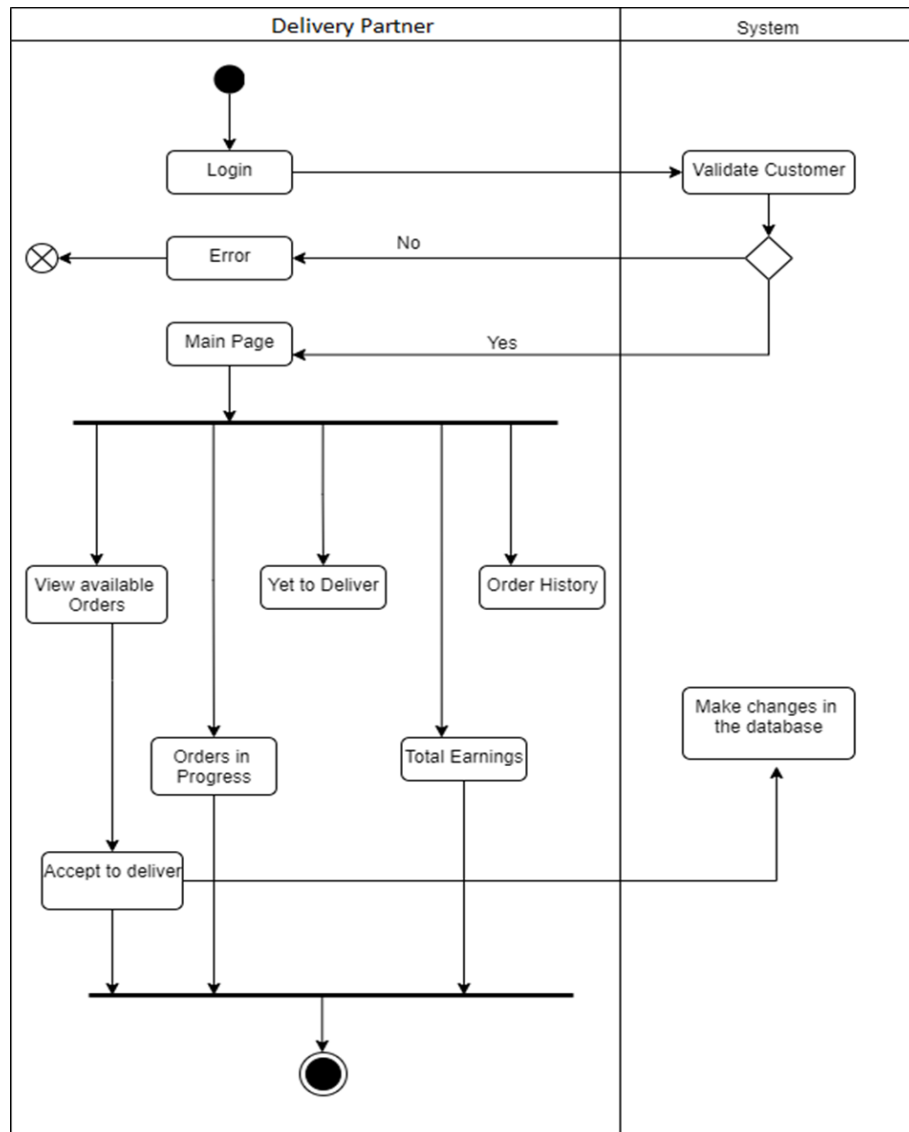 Delivery Partner
System
Login
Validate Customer
Error
No
Main Page
Yes
View available
Orders
Yet to Deliver
Order History
Orders in
Progress
Total Earnings
Make changes in
the database
Accept to deliver